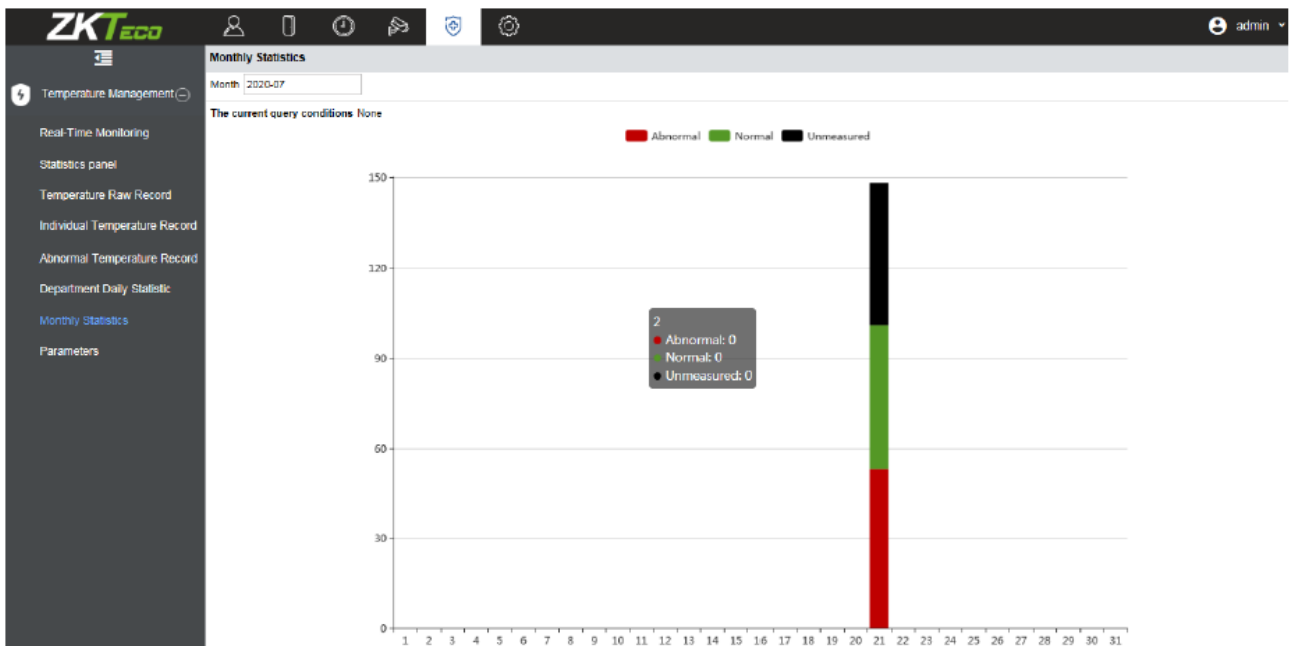 ZKTECO
admin
Monthly Statistics
Month 2020-07
Temperature Management
The current query conditions None
Real-Time Monitoring
Statistics panel
Temperature Raw Record
Individual Temperature Record
Abnormal Temperature Record
Department Daily Statistic
Monthly Statistics
Parameters
Abnormal Normal Unmeasured
150
120
90
60
30
0
2
Abnormal: 0
Normal: 0
Unmeasured: 0
1 2 3 4 5 6 7 8 9 10 11 12 13 14 15 16 17 18 19 20 21 22 23 24 25 26 27 28 29 30 31